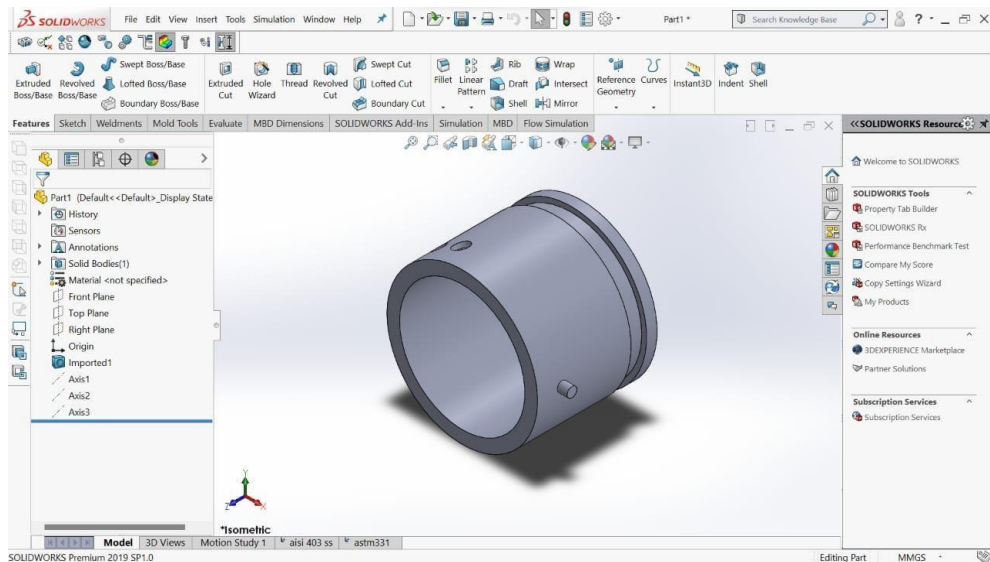 SOLIDWORKS File Edit View Insert Tools Simulation Window Help Part1 * Search Knowledge Base ?
Extruded Boss/Base Revolved Boss/Base Swept Boss/Base Lofted Boss/Base Boundary Boss/Base Extruded Cut Hole Wizard Thread Revolved Cut Swept Cut Lofted Cut Boundary Cut Fillet Linear Pattern Rib Draft Shell Wrap Intersect Mirror Reference Geometry Curves Instant3D Indent Shell
Features Sketch Weldments Mold Tools Evaluate MBD Dimensions SOLIDWORKS Add-Ins Simulation MBD Flow Simulation
Part1 (Default<<Default>_Display State
History
Sensors
Annotations
Solid Bodies(1)
Material <not specified>
Front Plane
Top Plane
Right Plane
Origin
Imported1
Axis1
Axis2
Axis3
Y
Z X
*Isometric
Model 3D Views Motion Study 1 aisi 403 ss astm331
SOLIDWORKS Premium 2019 SP1.0 Editing Part MMGS
SOLIDWORKS Resourc
Welcome to SOLIDWORKS
SOLIDWORKS Tools
Property Tab Builder
SOLIDWORKS Rx
Performance Benchmark Test
Compare My Score
Copy Settings Wizard
My Products
Online Resources
3DEXPERIENCE Marketplace
Partner Solutions
Subscription Services
Subscription Services